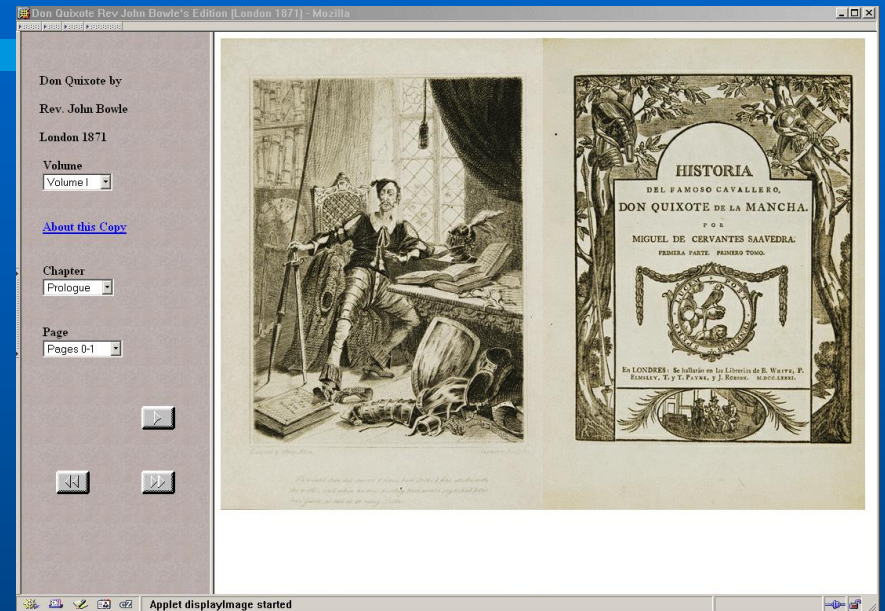 Don Quixote Rev John Bowle's Edition (London 1871) - Mozilla
Don Quixote by
Rev. John Bowle
London 1871
Volume
Volume I
About this Copy
Chapter
Prologue
Page
Pages 0-1
HISTORIA
DEL FAMOSO CAVALLERO,
DON QUIXOTE DE LA MANCHA.
POR
MIGUEL DE CERVANTES SAAVEDRA.
PRIMERA PARTE. PRIMERO TOMO.
En LONDRES: Se hallarán en las Librerias de B. WHITE, P.
ELMSLEY, T. y T. PAYNE, y J. ROBSON. M.DCC.LXXXI.
Applet displayImage started